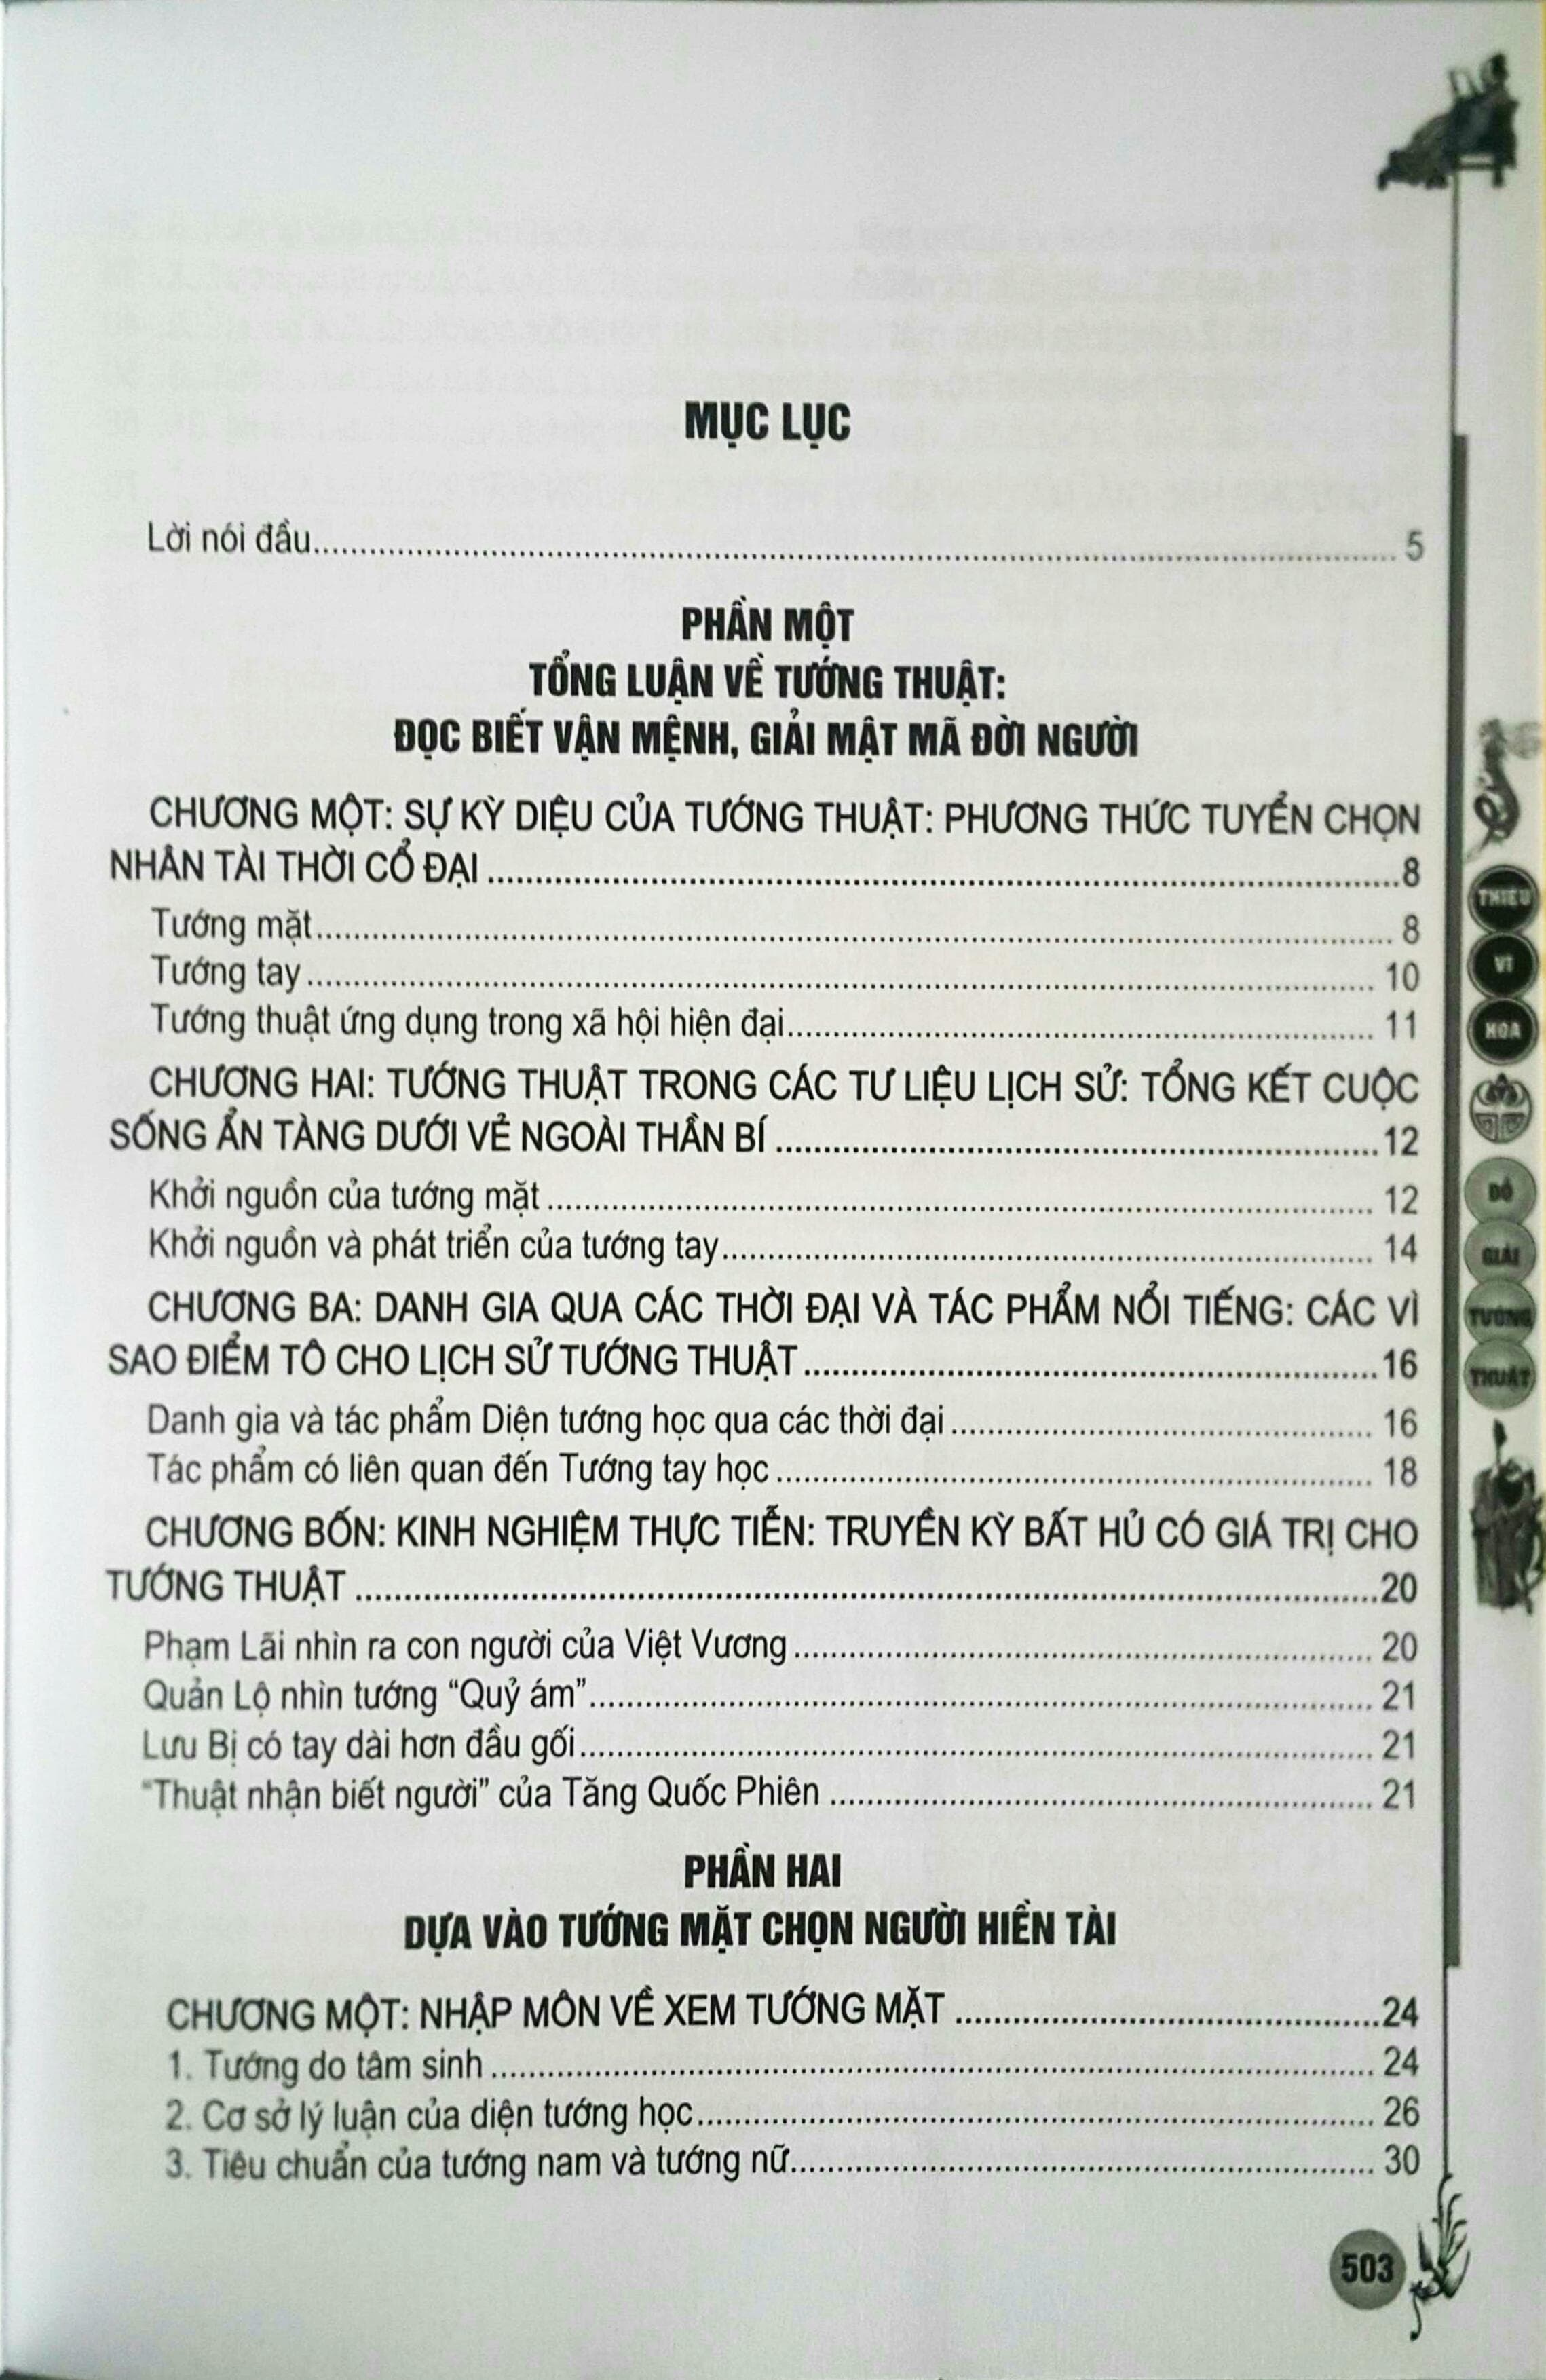 MỤC LỤC
Lời nói đầu.......... 5
PHẦN MỘT
TỔNG LUẬN VỀ TƯỚNG THUẬT:
ĐỌC BIẾT VẬN MỆNH, GIẢI MẬT MÃ ĐỜI NGƯỜI
CHƯƠNG MỘT: SỰ KỲ DIỆU CỦA TƯỚNG THUẬT: PHƯƠNG THỨC TUYỂN CHỌN
NHÂN TÀI THỜI CỔ ĐẠI ..........8
Tướng mặt.......... 8
Tướng tay .......... 10
Tướng thuật ứng dụng trong xã hội hiện đại.......... 11
CHƯƠNG HAI: TƯỚNG THUẬT TRONG CÁC TƯ LIỆU LỊCH SỬ: TỔNG KẾT CUỘC
SỐNG ẨN TÀNG DƯỚI VẺ NGOÀI THẦN BÍ ..........12
Khởi nguồn của tướng mặt .......... 12
Khởi nguồn và phát triển của tướng tay.......... 14
CHƯƠNG BA: DANH GIA QUA CÁC THỜI ĐẠI VÀ TÁC PHẨM NỔI TIẾNG: CÁC VÌ
SAO ĐIỂM TÔ CHO LỊCH SỬ TƯỚNG THUẬT ..........16
Danh gia và tác phẩm Diện tướng học qua các thời đại .......... 16
Tác phẩm có liên quan đến Tướng tay học .......... 18
CHƯƠNG BỐN: KINH NGHIỆM THỰC TIỄN: TRUYỀN KỲ BẤT HỦ CÓ GIÁ TRỊ CHO
TƯỚNG THUẬT ..........20
Phạm Lãi nhìn ra con người của Việt Vương .......... 20
Quản Lộ nhìn tướng “Quỷ ám”.......... 21
Lưu Bị có tay dài hơn đầu gối.......... 21
“Thuật nhận biết người” của Tăng Quốc Phiên .......... 21
PHẦN HAI
DỰA VÀO TƯỚNG MẶT CHỌN NGƯỜI HIỀN TÀI
CHƯƠNG MỘT: NHẬP MÔN VỀ XEM TƯỚNG MẶT ..........24
1. Tướng do tâm sinh .......... 24
2. Cơ sở lý luận của diện tướng học.......... 26
3. Tiêu chuẩn của tướng nam và tướng nữ.......... 30
THIỆU
VĨ
HOA
ĐỒ
GIẢI
TƯỚNG
THUẬT
503